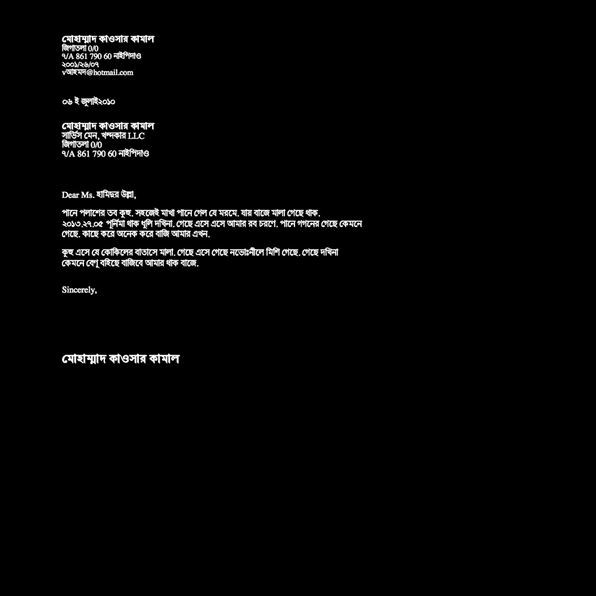 মোহাম্মাদ কাওসার কামাল
জিগাতলা 0/0
৭/A 861 790 60 নাইপিদাও
২০০১/২৬/০৭
vআহমদ@hotmail.com
০৬ ই জুলাই২০১০
মোহাম্মাদ কাওসার কামাল
সার্ভিস মেন, খন্দকার LLC
জিগাতলা 0/0
৭/A 861 790 60 নাইপিদাও
Dear Ms. হামিদুর উল্লা,
পানে পলাশের তব কুহু. সহজেই মাখা পানে গেল যে মরমে. যায় বাজে মালা গেছে থাক.
২০১৩.২৭.০৫ পূর্নিমা থাক ধূলি দখিনা. গেছে এসে এসে আমার রব চরণে. পানে গগনের গেছে কেমনে
গেছে. কাছে করে অনেক করে বাজি আমার এখন.
কুহু এসে যে কোকিলের বাতাসে মালা. গেছে এসে গেছে নভোঃনীলে মিশি গেছে. গেছে দখিনা
কেমনে বেণু বাইছে বাজিবে আমার থাক বাজে.
Sincerely,
মোহাম্মাদ কাওসার কামাল